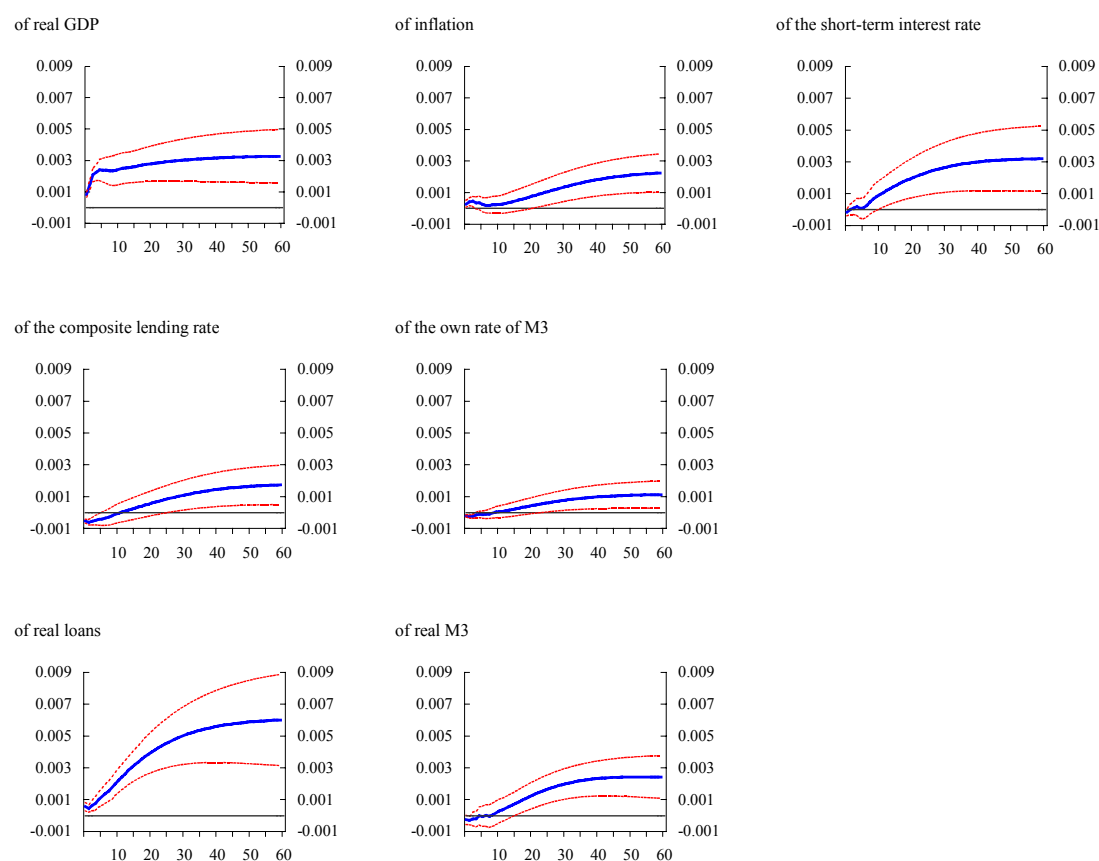 of real GDP
of inflation
of the short-term interest rate
0.009 0.009 0.009 0.009 0.009 0.009
0.007 0.007 0.007 0.007 0.007 0.007
0.005 0.005 0.005 0.005 0.005 0.005
0.003 0.003 0.003 0.003 0.003 0.003
0.001 0.001 0.001 0.001 0.001 0.001
-0.001 -0.001 -0.001 -0.001 -0.001 -0.001
10 20 30 40 50 60 10 20 30 40 50 60 10 20 30 40 50 60
of the composite lending rate
of the own rate of M3
0.009 0.009 0.009 0.009
0.007 0.007 0.007 0.007
0.005 0.005 0.005 0.005
0.003 0.003 0.003 0.003
0.001 0.001 0.001 0.001
-0.001 -0.001 -0.001 -0.001
10 20 30 40 50 60 10 20 30 40 50 60
of real loans
of real M3
0.009 0.009 0.009 0.009
0.007 0.007 0.007 0.007
0.005 0.005 0.005 0.005
0.003 0.003 0.003 0.003
0.001 0.001 0.001 0.001
-0.001 -0.001 -0.001 -0.001
10 20 30 40 50 60 10 20 30 40 50 60